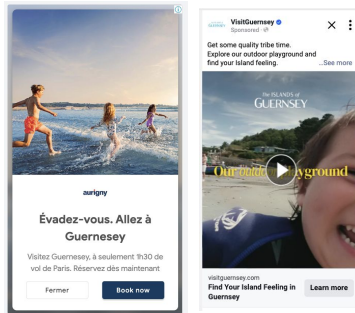 aurigny
Évadez-vous. Allez à
Guernesey
Visitez Guernesey, à seulement 1h30 de
vol de Paris. Réservez dès maintenant
Fermer
Book now
VisitGuernsey
Sponsored
Get some quality tribe time.
Explore our outdoor playground and
find your Island feeling.
...See more
The ISLANDS of
GUERNSEY
Our outdoor playground
visitguernsey.com
Find Your Island Feeling in
Guernsey
Learn more